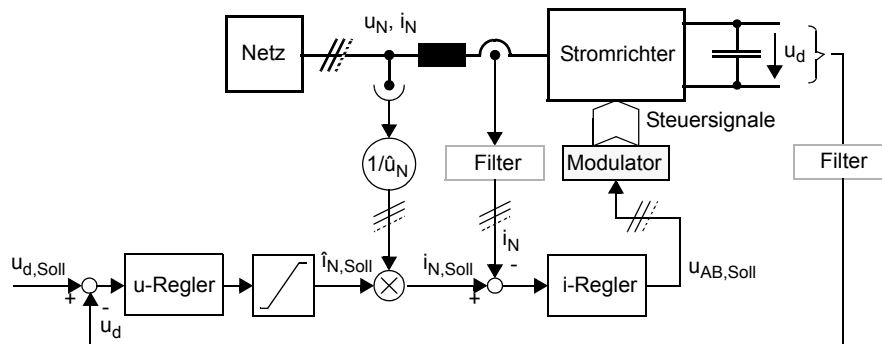 u_N, i_N
Netz
Stromrichter
u_d
Steuersignale
1/û_N
Filter
Modulator
Filter
i_N
u_d,Soll
+
-
u_d
u-Regler
î_N,Soll
×
i_N,Soll
+
-
i-Regler
u_AB,Soll